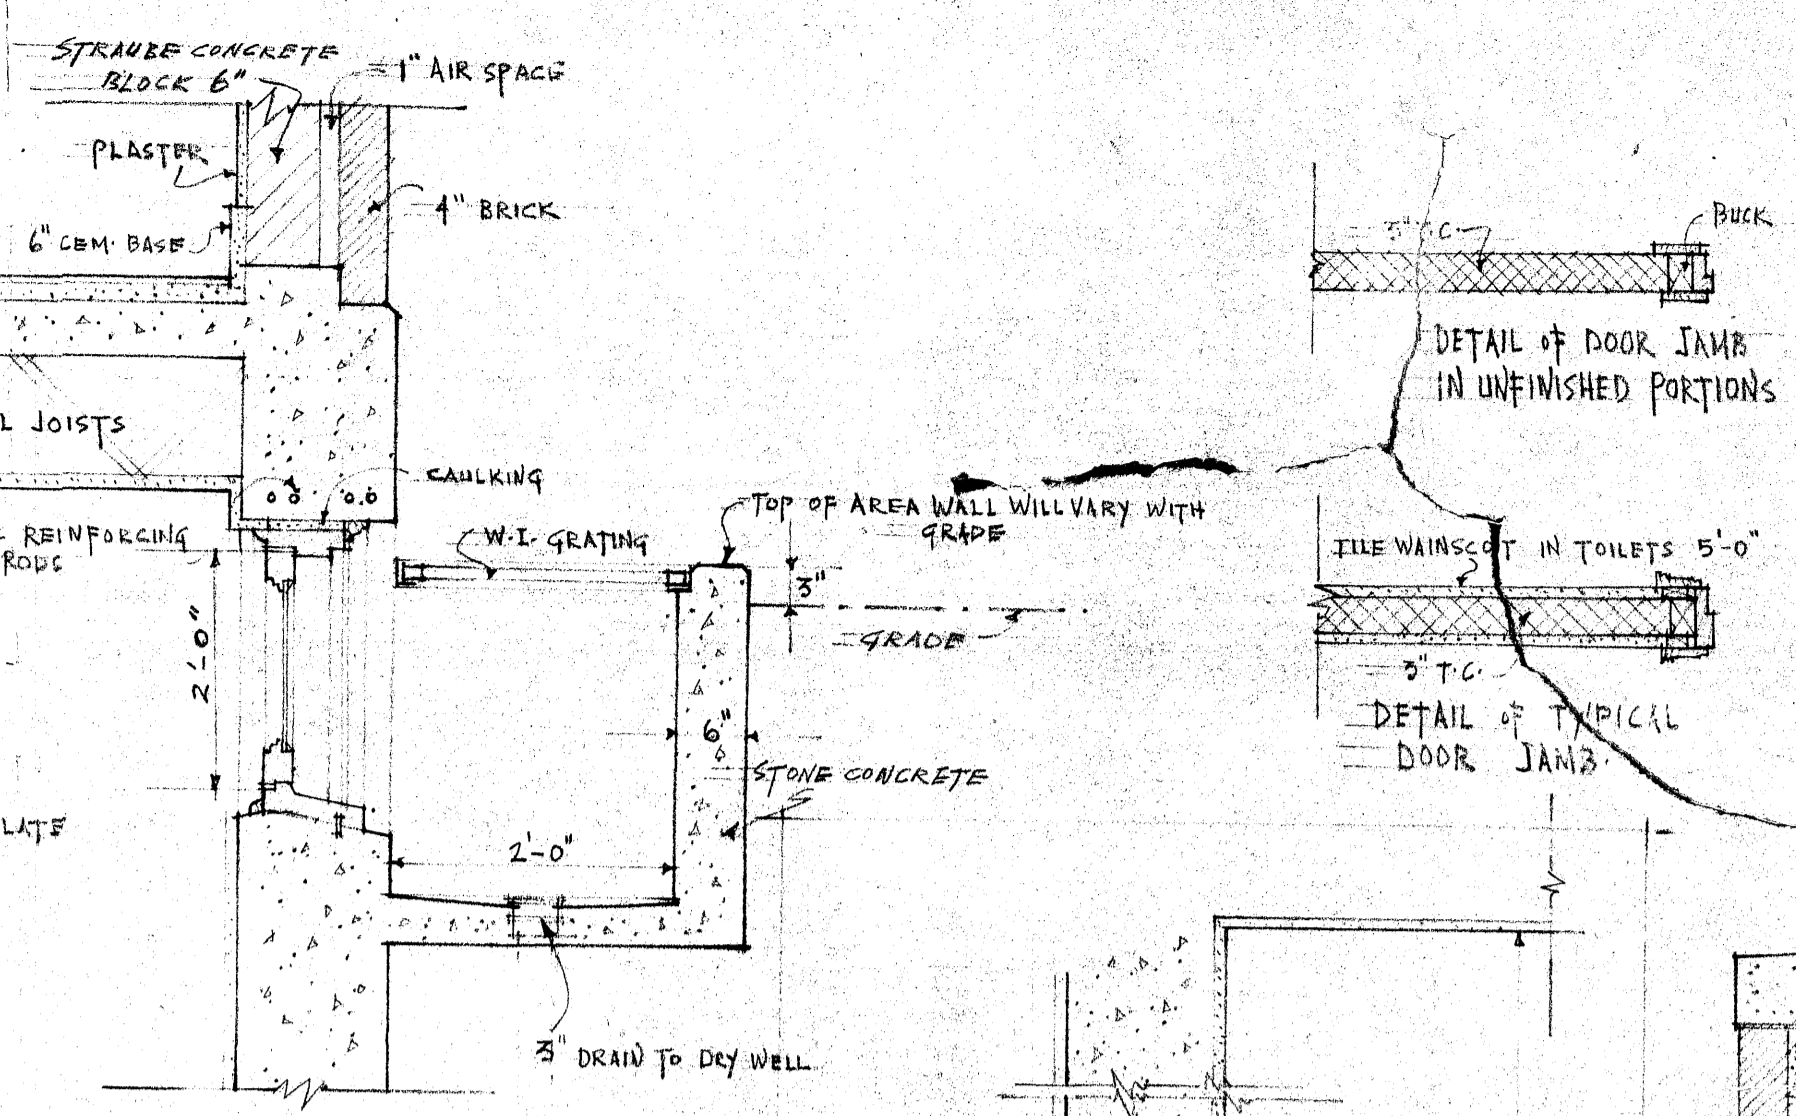 STRAUBE CONCRETE
BLOCK 6"
1" AIR SPACE
PLASTER
4" BRICK
6" CEM. BASE
L JOISTS
CAULKING
REINFORCING
RODS
W.I. GRATING
TOP OF AREA WALL WILL VARY WITH
GRADE
3"
GRADE
2'-0"
6"
STONE CONCRETE
LATE
2'-0"
3" DRAIN TO DRY WELL
BUCK
3" T.C.
DETAIL OF DOOR JAMB
IN UNFINISHED PORTIONS
TILE WAINSCOT IN TOILETS 5'-0"
3" T.C.
DETAIL OF TYPICAL
DOOR JAMB.